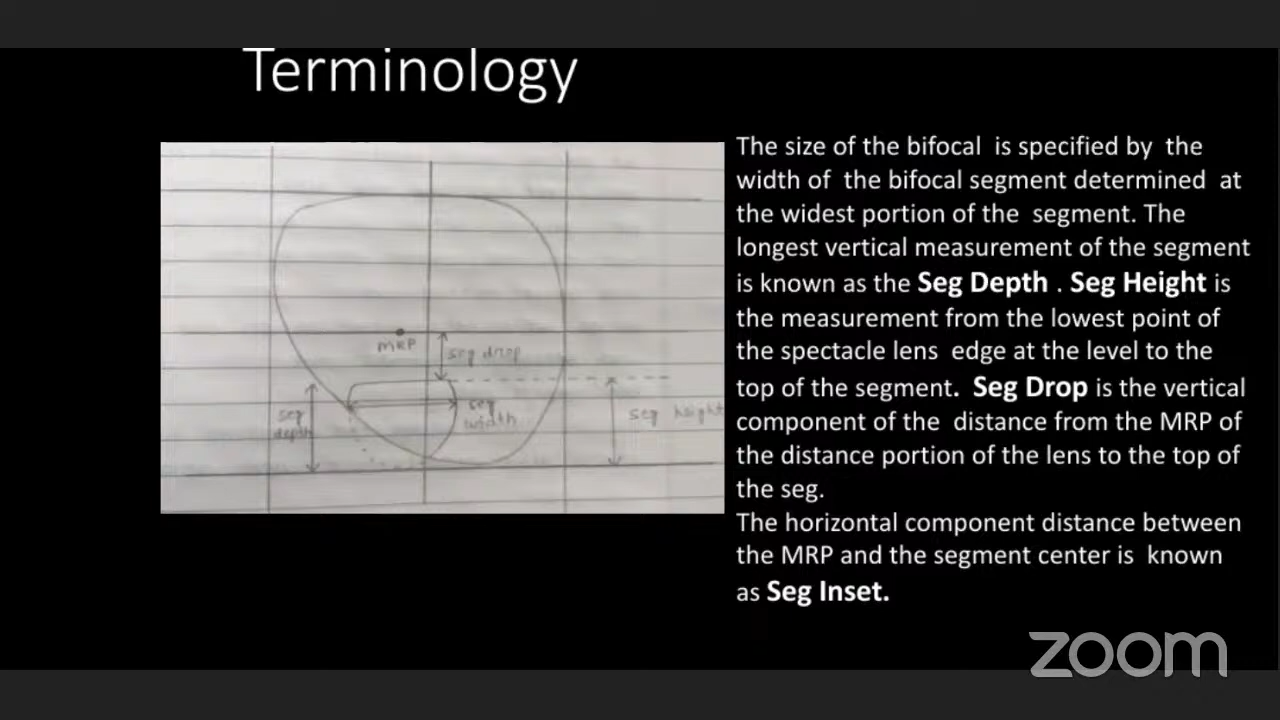 Terminology
The size of the bifocal is specified by the
width of the bifocal segment determined at
the widest portion of the segment. The
longest vertical measurement of the segment
is known as the Seg Depth . Seg Height is
the measurement from the lowest point of
the spectacle lens edge at the level to the
top of the segment. Seg Drop is the vertical
component of the distance from the MRP of
the distance portion of the lens to the top of
the seg.
The horizontal component distance between
the MRP and the segment center is known
as Seg Inset.
MRP
seg drop
seg
depth
seg
width
seg height
zoom